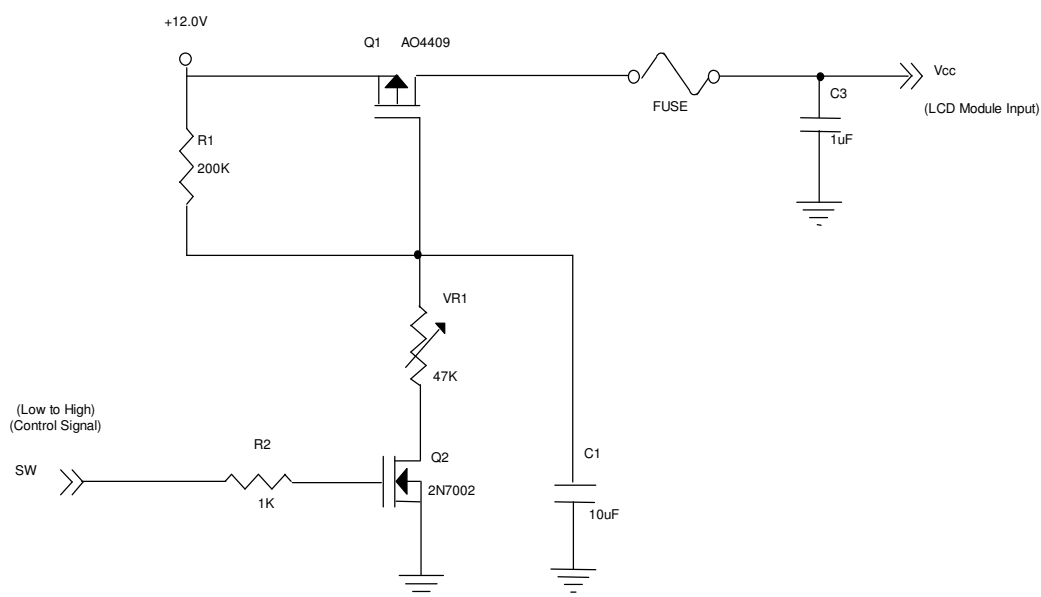 +12.0V
Q1 AO4409
Vcc
C3
FUSE
(LCD Module Input)
R1
1uF
200K
VR1
47K
(Low to High)
(Control Signal)
R2
Q2
C1
SW
2N7002
1K
10uF